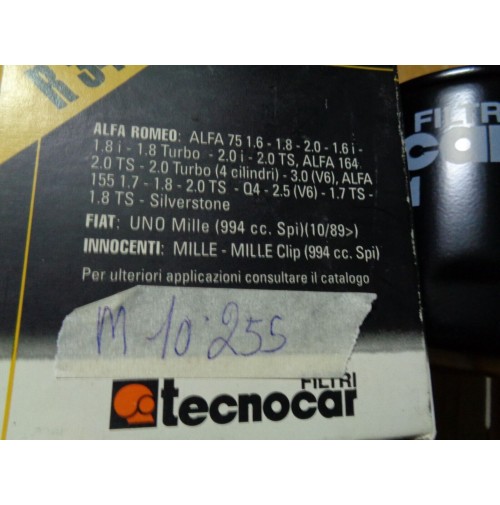 ALFA ROMEO: ALFA 75 1.6 - 1.8 - 2.0 - 1.6 i -
1.8 i - 1.8 Turbo - 2.0 i - 2.0 TS, ALFA 164
2.0 TS - 2.0 Turbo (4 cilindri) - 3.0 (V6), ALFA
155 1.7 - 1.8 - 2.0 TS - Q4 - 2.5 (V6) - 1.7 TS -
1.8 TS - Silverstone
FIAT: UNO Mille (994 cc. Spi)(10/89>)
INNOCENTI: MILLE - MILLE Clip (994 cc. Spi)
Per ulteriori applicazioni consultare il catalogo
M 10.255
FILTRI
tecnocar
FILTRI
car